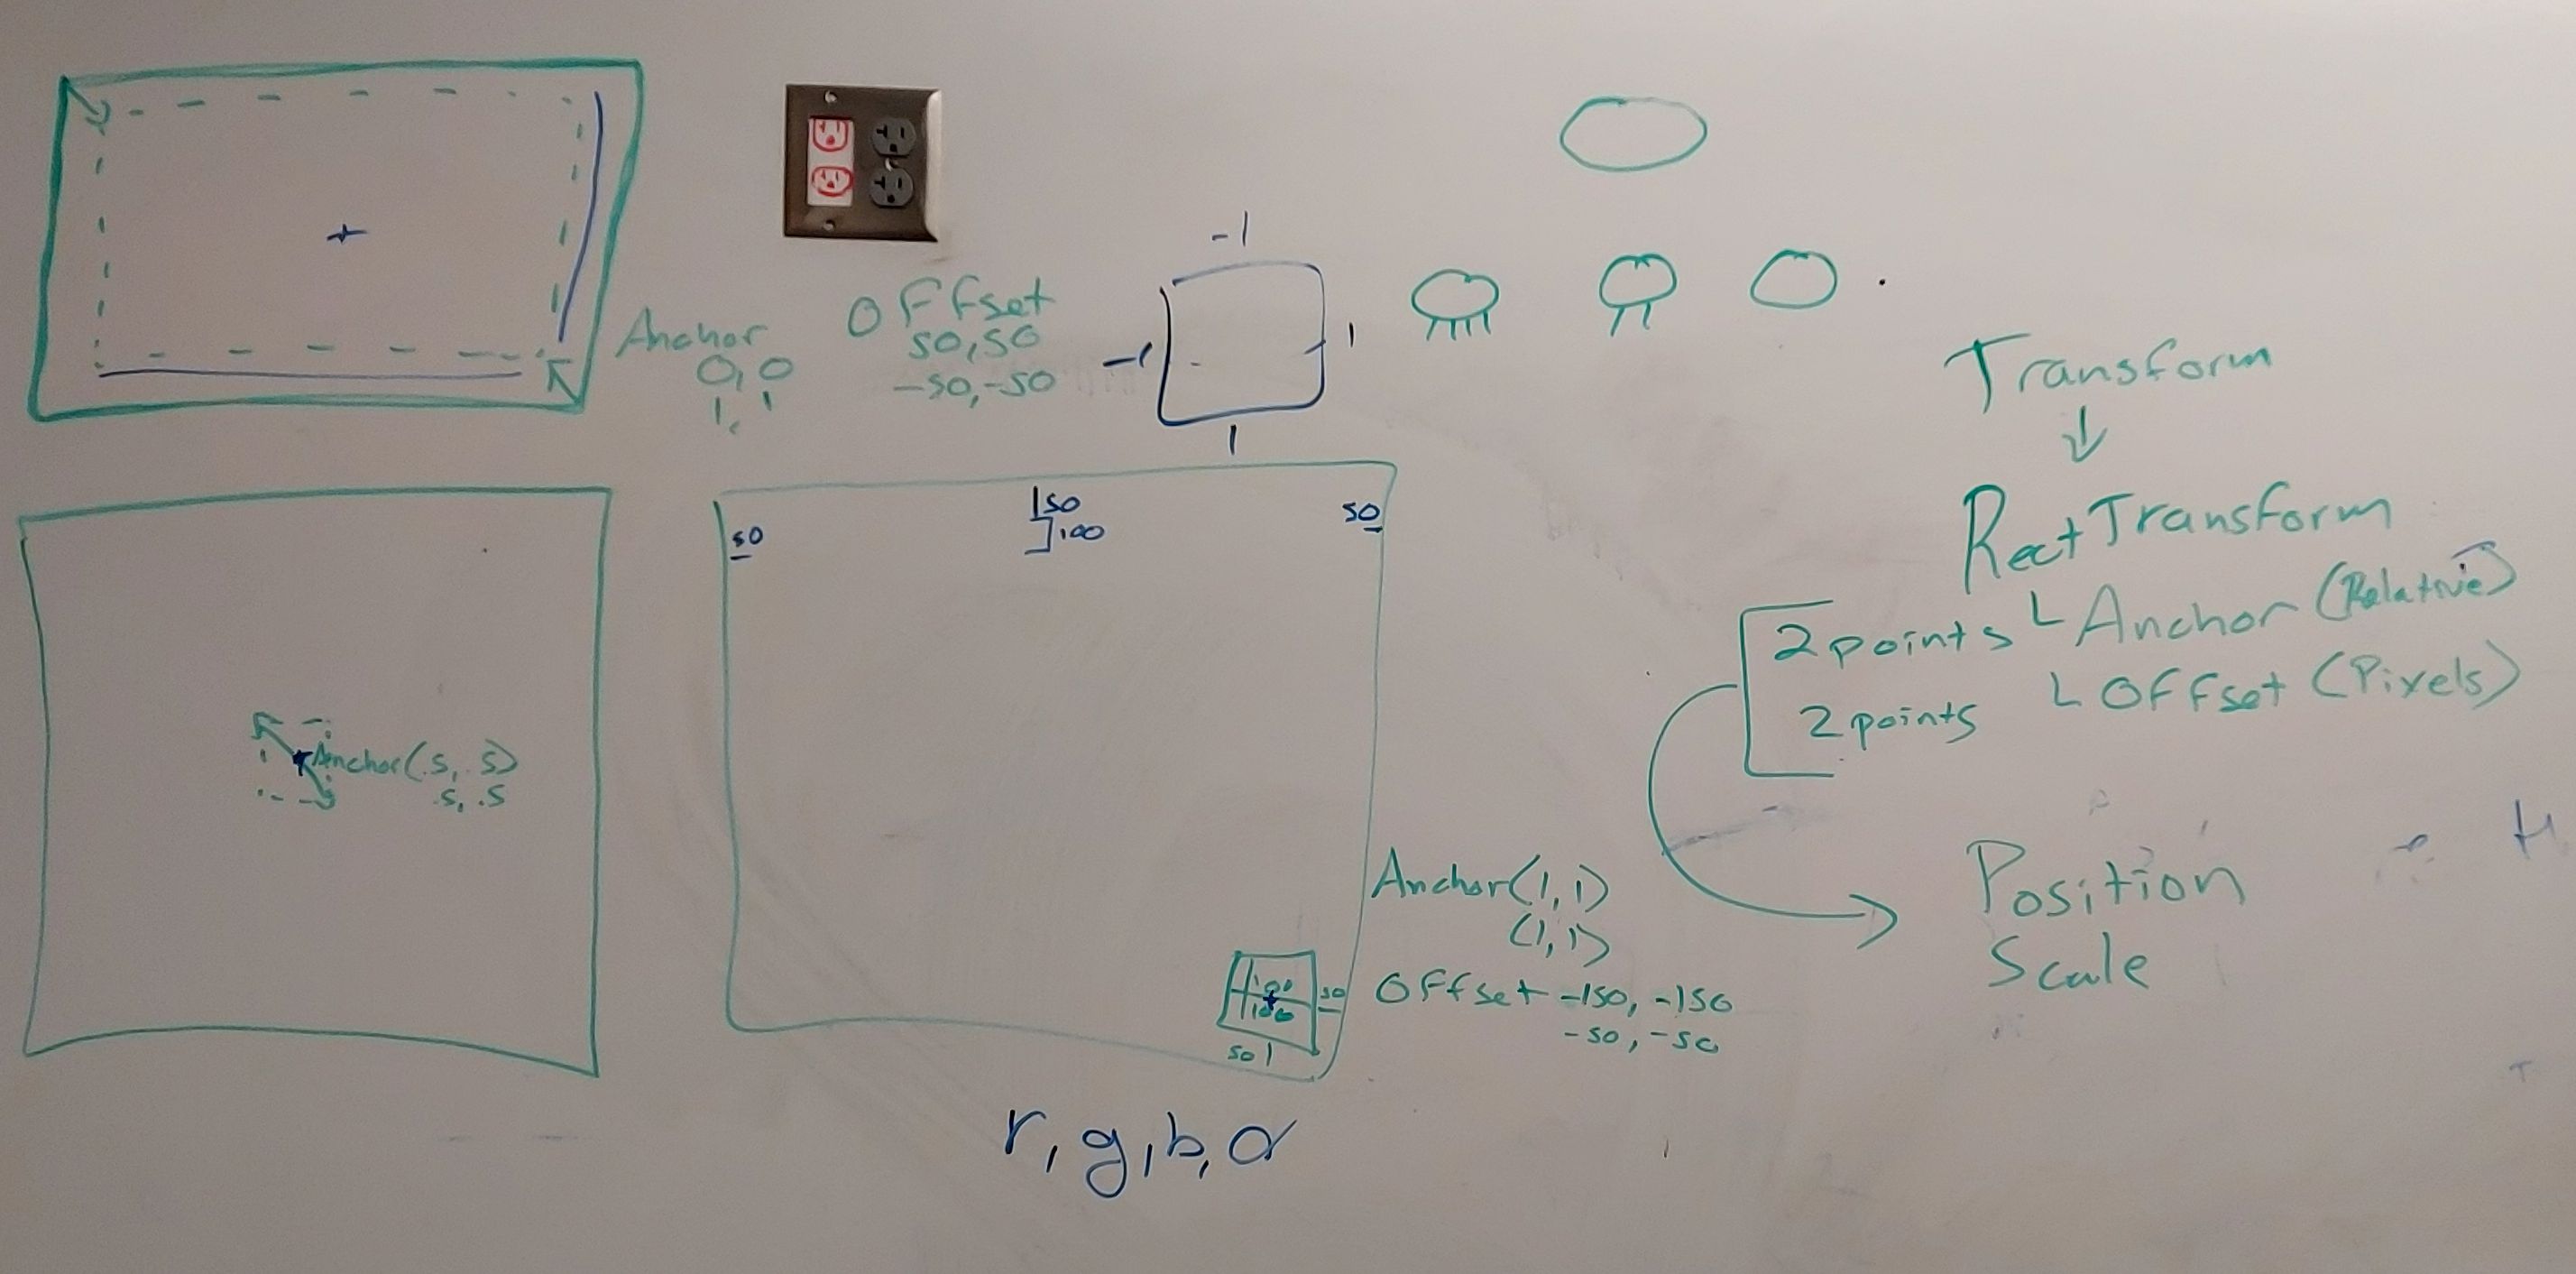 Anchor
0,0
1,1
Offset
50,50
-50,-50
-1
-1
1
1
Transform
↓
RectTransform
2 points └ Anchor (Relative)
2 points └ Offset (Pixels)
Position
Scale
Anchor(.5, .5)
.5, .5
50
50
100
50
Anchor(1,1)
(1,1)
Offset -150, -150
-50, -50
100
100
50
50
r, g, b, a